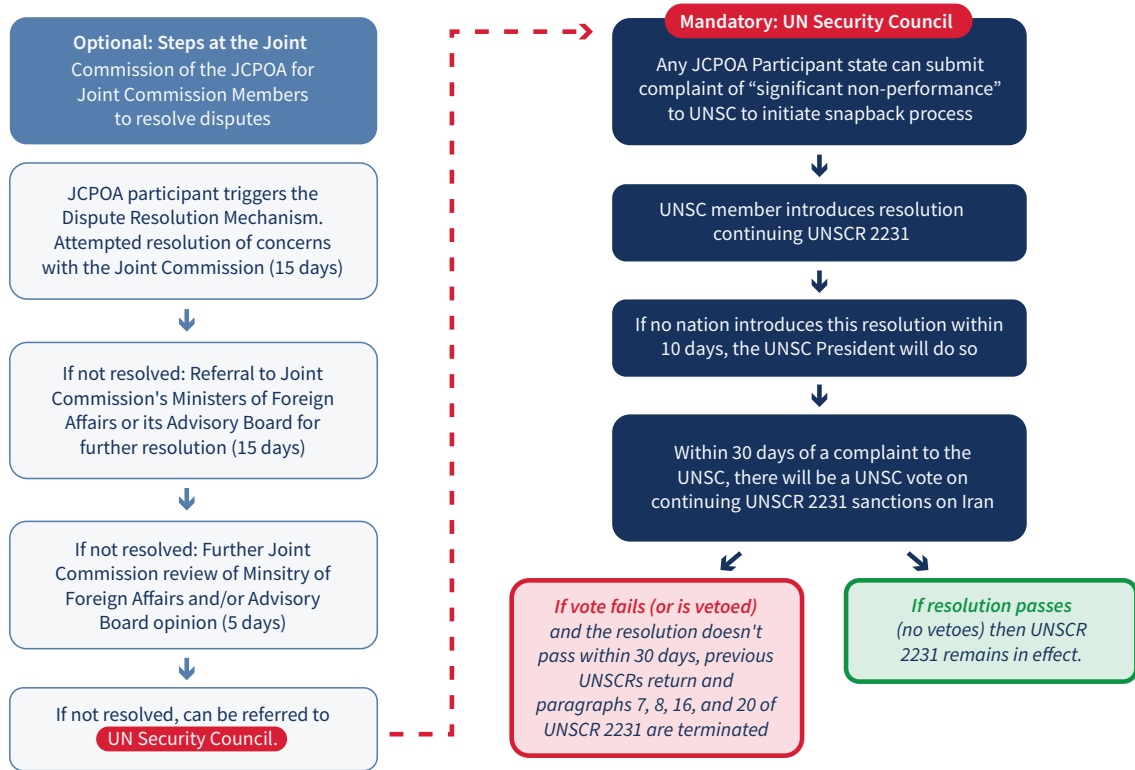 Optional: Steps at the Joint
Commission of the JCPOA for
Joint Commission Members
to resolve disputes
JCPOA participant triggers the
Dispute Resolution Mechanism.
Attempted resolution of concerns
with the Joint Commission (15 days)
If not resolved: Referral to Joint
Commission's Ministers of Foreign
Affairs or its Advisory Board for
further resolution (15 days)
If not resolved: Further Joint
Commission review of Minsitry of
Foreign Affairs and/or Advisory
Board opinion (5 days)
If not resolved, can be referred to
UN Security Council.
Mandatory: UN Security Council
Any JCPOA Participant state can submit
complaint of “significant non-performance”
to UNSC to initiate snapback process
UNSC member introduces resolution
continuing UNSCR 2231
If no nation introduces this resolution within
10 days, the UNSC President will do so
Within 30 days of a complaint to the
UNSC, there will be a UNSC vote on
continuing UNSCR 2231 sanctions on Iran
If vote fails (or is vetoed)
and the resolution doesn't
pass within 30 days, previous
UNSCRs return and
paragraphs 7, 8, 16, and 20 of
UNSCR 2231 are terminated
If resolution passes
(no vetoes) then UNSCR
2231 remains in effect.